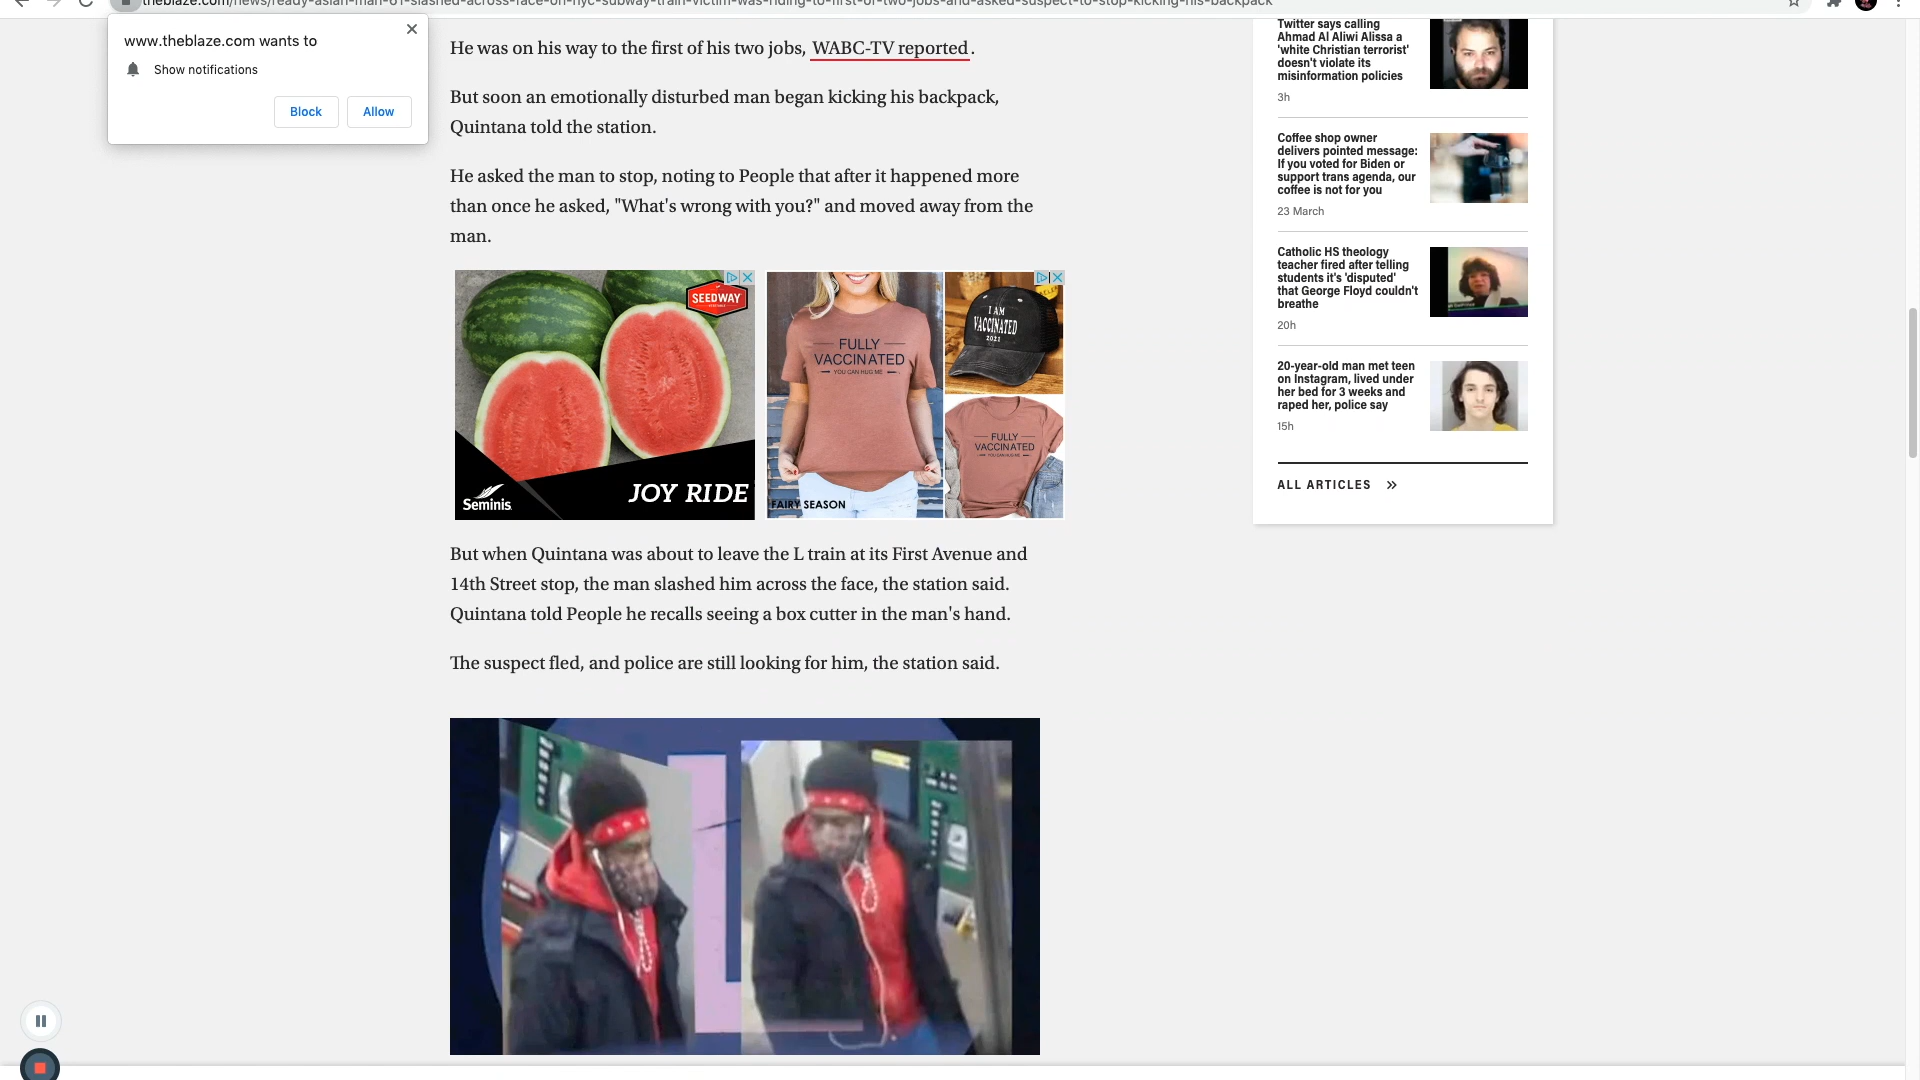 theblaze.com/news/ready-asian-man-61-slashed-across-face-on-nyc-subway-train-victim-was-riding-to-first-of-two-jobs-and-asked-suspect-to-stop-kicking-his-backpack
www.theblaze.com wants to
Show notifications
Block
Allow
He was on his way to the first of his two jobs, WABC-TV reported.
But soon an emotionally disturbed man began kicking his backpack,
Quintana told the station.
He asked the man to stop, noting to People that after it happened more
than once he asked, "What's wrong with you?" and moved away from the
man.
SEEDWAY
Seminis
JOY RIDE
FULLY
VACCINATED
YOU CAN HUG ME
FAIRY SEASON
I AM
VACCINATED
2021
FULLY
VACCINATED
YOU CAN HUG ME
But when Quintana was about to leave the L train at its First Avenue and
14th Street stop, the man slashed him across the face, the station said.
Quintana told People he recalls seeing a box cutter in the man's hand.
The suspect fled, and police are still looking for him, the station said.
Twitter says calling
Ahmad Al Aliwi Alissa a
'white Christian terrorist'
doesn't violate its
misinformation policies
3h
Coffee shop owner
delivers pointed message:
If you voted for Biden or
support trans agenda, our
coffee is not for you
23 March
Catholic HS theology
teacher fired after telling
students it's 'disputed'
that George Floyd couldn't
breathe
20h
20-year-old man met teen
on Instagram, lived under
her bed for 3 weeks and
raped her, police say
15h
ALL ARTICLES »